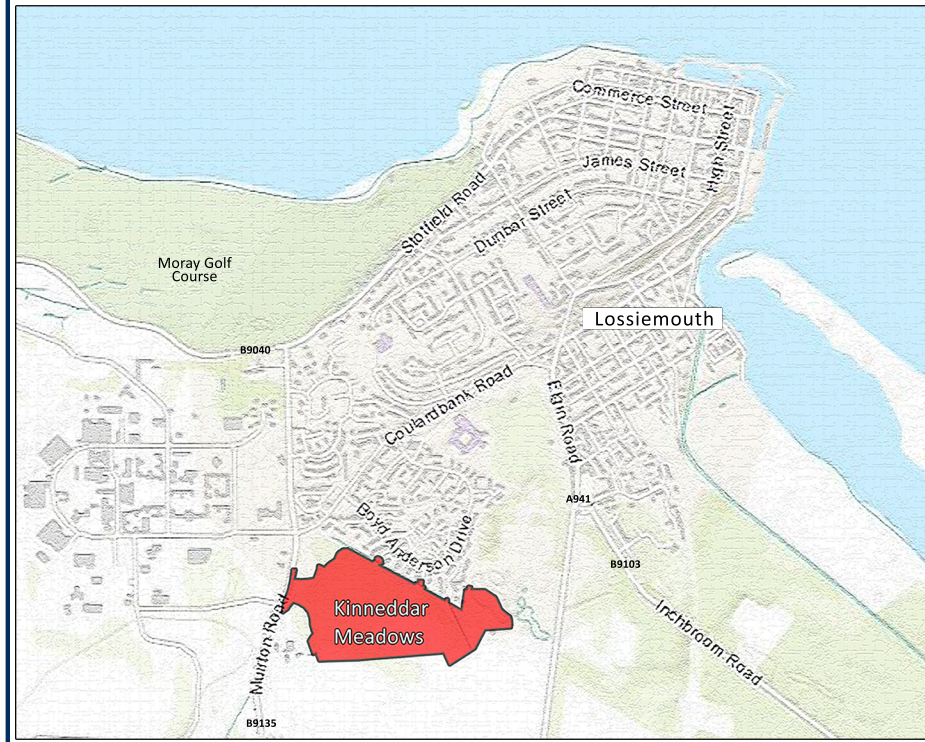 Commerce Street
High Street
James Street
Stotfield Road
Dunbar Street
Moray Golf
Course
Lossiemouth
B9040
Coulardbank Road
Elgin Road
A941
Boyd Anderson Drive
B9103
Kinneddar
Meadows
Inchbroom Road
Muirton Road
B9135